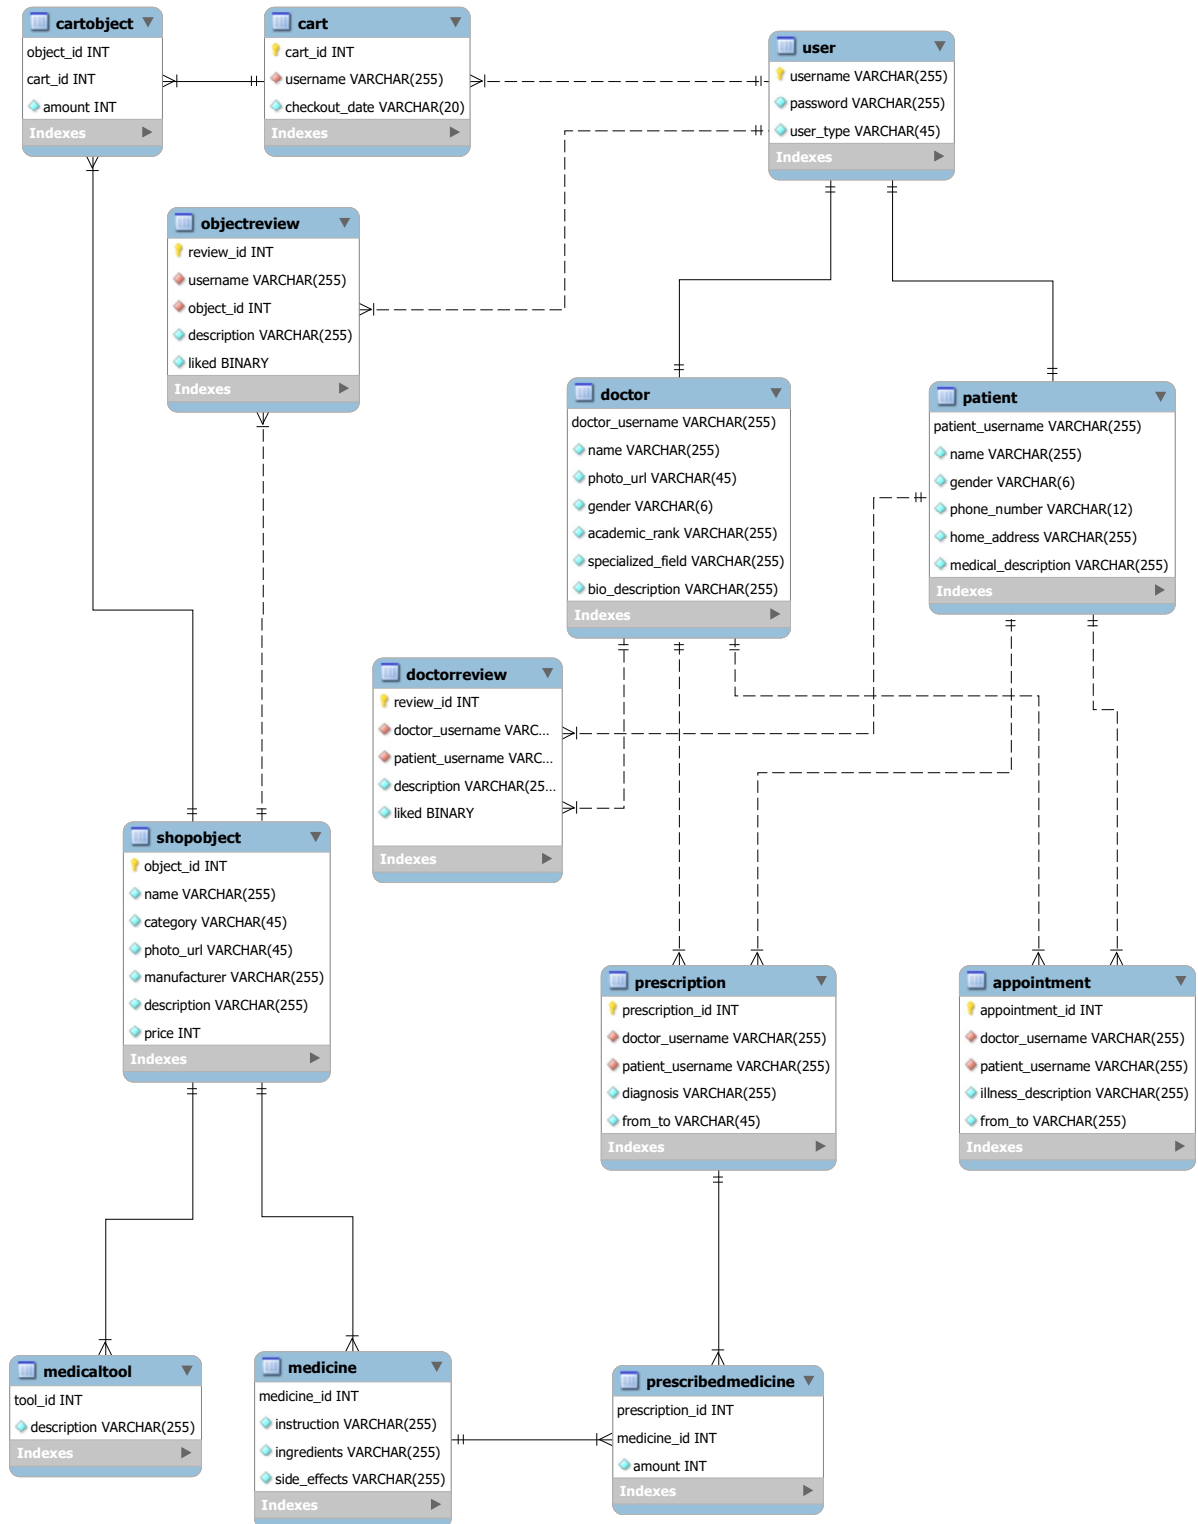 cartobject
object_id INT
cart_id INT
amount INT
Indexes
cart
cart_id INT
username VARCHAR(255)
checkout_date VARCHAR(20)
Indexes
user
username VARCHAR(255)
password VARCHAR(255)
user_type VARCHAR(45)
Indexes
objectreview
review_id INT
username VARCHAR(255)
object_id INT
description VARCHAR(255)
liked BINARY
Indexes
doctor
doctor_username VARCHAR(255)
name VARCHAR(255)
photo_url VARCHAR(45)
gender VARCHAR(6)
academic_rank VARCHAR(255)
specialized_field VARCHAR(255)
bio_description VARCHAR(255)
Indexes
patient
patient_username VARCHAR(255)
name VARCHAR(255)
gender VARCHAR(6)
phone_number VARCHAR(12)
home_address VARCHAR(255)
medical_description VARCHAR(255)
Indexes
doctorreview
review_id INT
doctor_username VARC...
patient_username VARC...
description VARCHAR(25...
liked BINARY
Indexes
shopobject
object_id INT
name VARCHAR(255)
category VARCHAR(45)
photo_url VARCHAR(45)
manufacturer VARCHAR(255)
description VARCHAR(255)
price INT
Indexes
prescription
prescription_id INT
doctor_username VARCHAR(255)
patient_username VARCHAR(255)
diagnosis VARCHAR(255)
from_to VARCHAR(45)
Indexes
appointment
appointment_id INT
doctor_username VARCHAR(255)
patient_username VARCHAR(255)
illness_description VARCHAR(255)
from_to VARCHAR(255)
Indexes
medicaltool
tool_id INT
description VARCHAR(255)
Indexes
medicine
medicine_id INT
instruction VARCHAR(255)
ingredients VARCHAR(255)
side_effects VARCHAR(255)
Indexes
prescribedmedicine
prescription_id INT
medicine_id INT
amount INT
Indexes